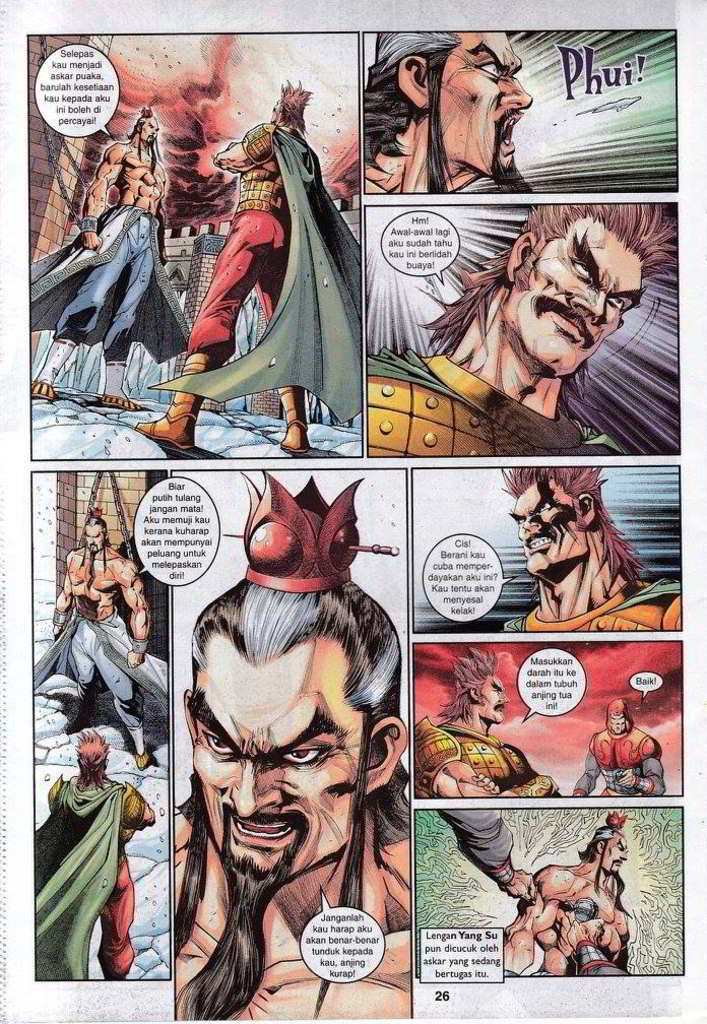 Selepas
kau menjadi
askar puaka,
barulah kesetiaan
kau kepada aku
ini boleh di
percayai!
Phui!
Hm!
Awal-awal lagi
aku sudah tahu
kau ini berlidah
buaya!
Biar
putih tulang
jangan mata!
Aku memuji kau
kerana kuharap
akan mempunyai
peluang untuk
melepaskan
diri!
Janganlah
kau harap aku
akan benar-benar
tunduk kepada
kau, anjing
kurap!
Cis!
Berani kau
cuba memper-
dayakan aku ini?
Kau tentu akan
menyesal
kelak!
Masukkan
darah itu ke
dalam tubuh
anjing tua
ini!
Baik!
Lengan Yang Su
pun dicucuk oleh
askar yang sedang
bertugas itu.
26